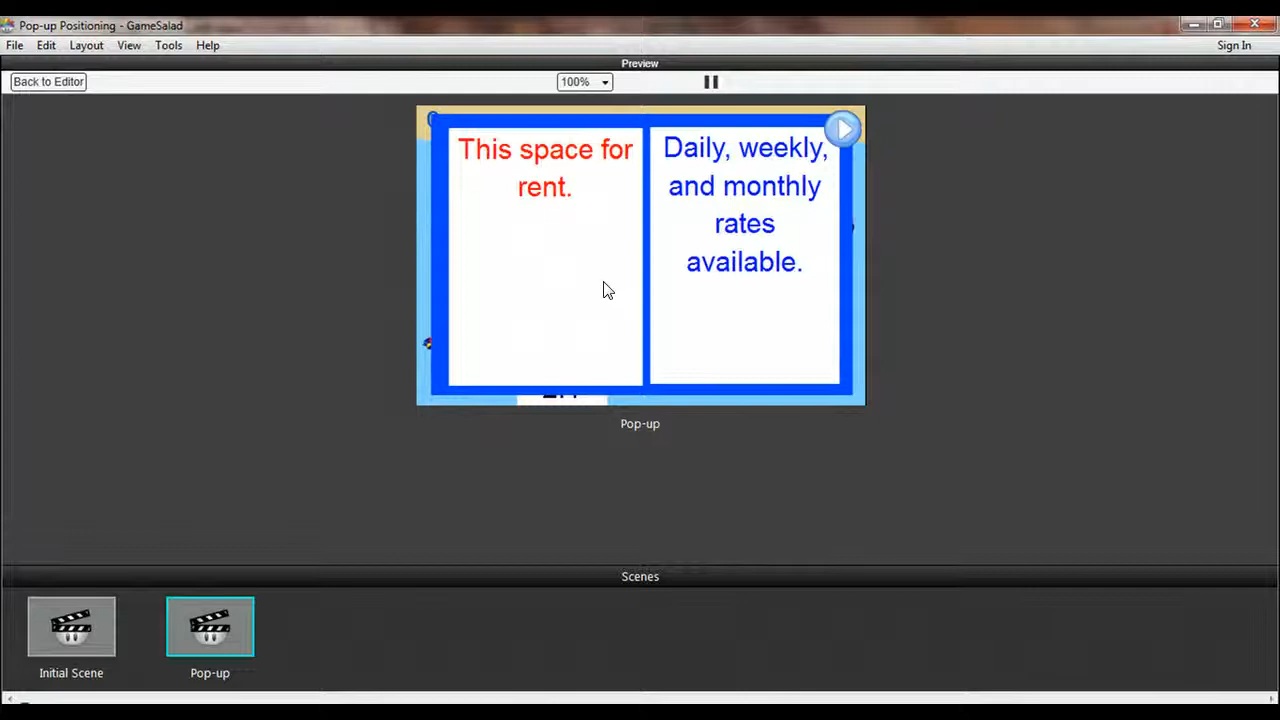 Pop-up Positioning - GameSalad
File Edit Layout View Tools Help
Sign In
Preview
Back to Editor
100%
This space for
rent.
Daily, weekly,
and monthly
rates
available.
Pop-up
Scenes
Initial Scene
Pop-up